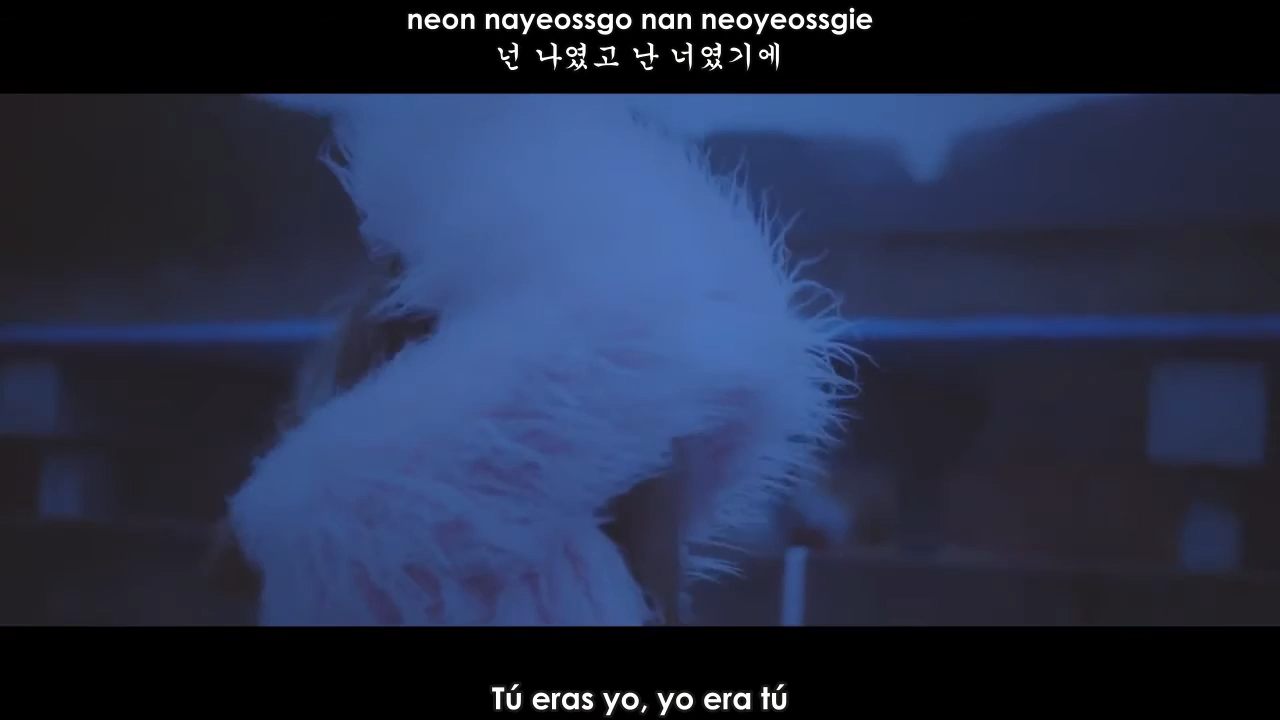 neon nayeossgo nan neoyeossgie
넌 나였고 난 너였기에
Tú eras yo, yo era tú